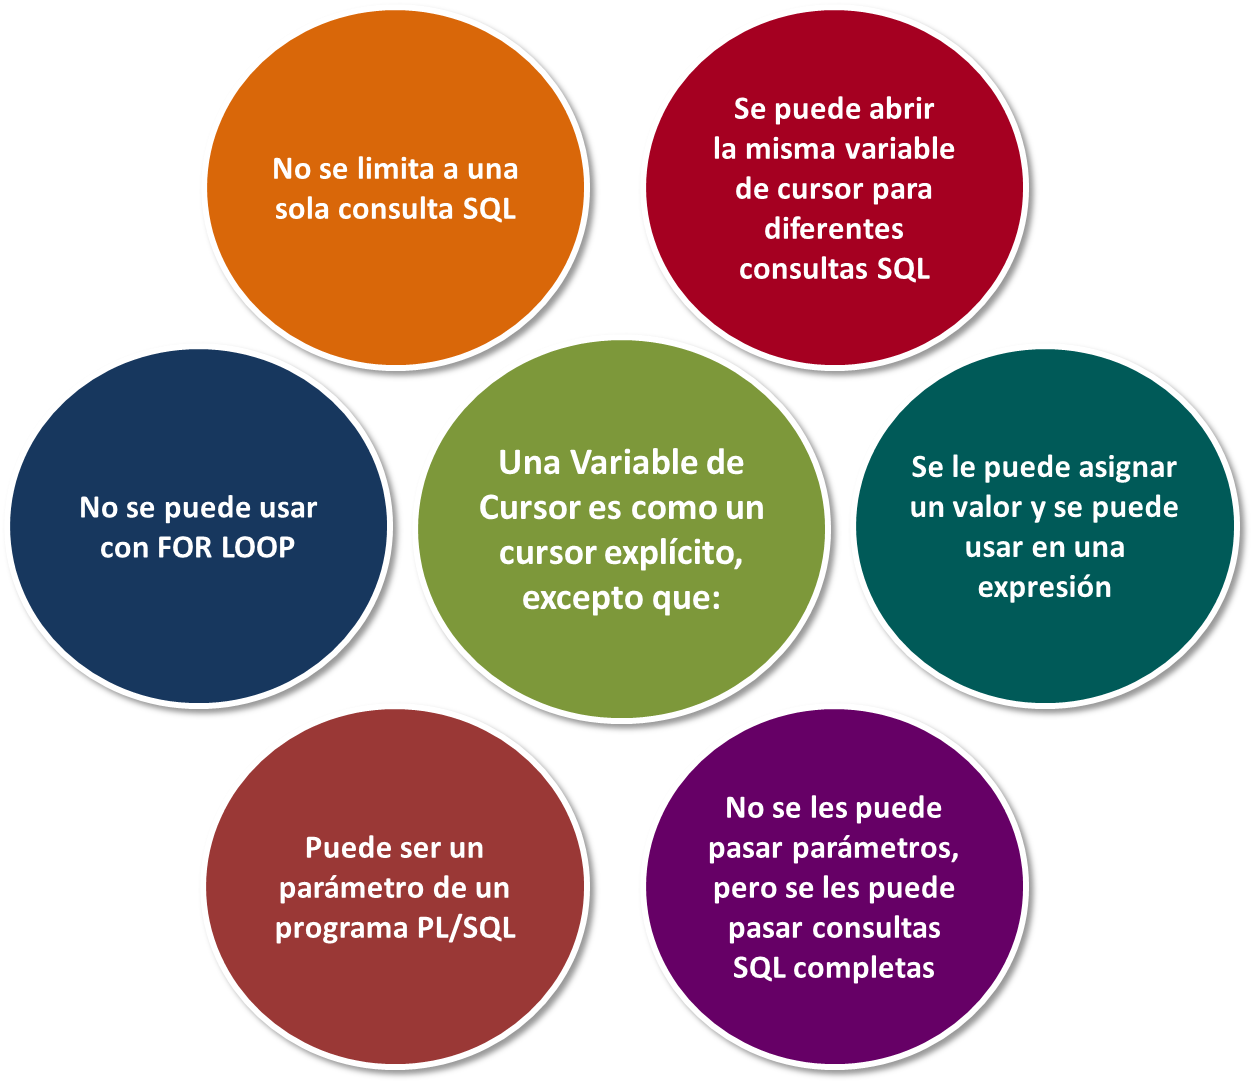 No se limita a una
sola consulta SQL
Se puede abrir
la misma variable
de cursor para
diferentes
consultas SQL
No se puede usar
con FOR LOOP
Una Variable de
Cursor es como un
cursor explícito,
excepto que:
Se le puede asignar
un valor y se puede
usar en una
expresión
Puede ser un
parámetro de un
programa PL/SQL
No se les puede
pasar parámetros,
pero se les puede
pasar consultas
SQL completas